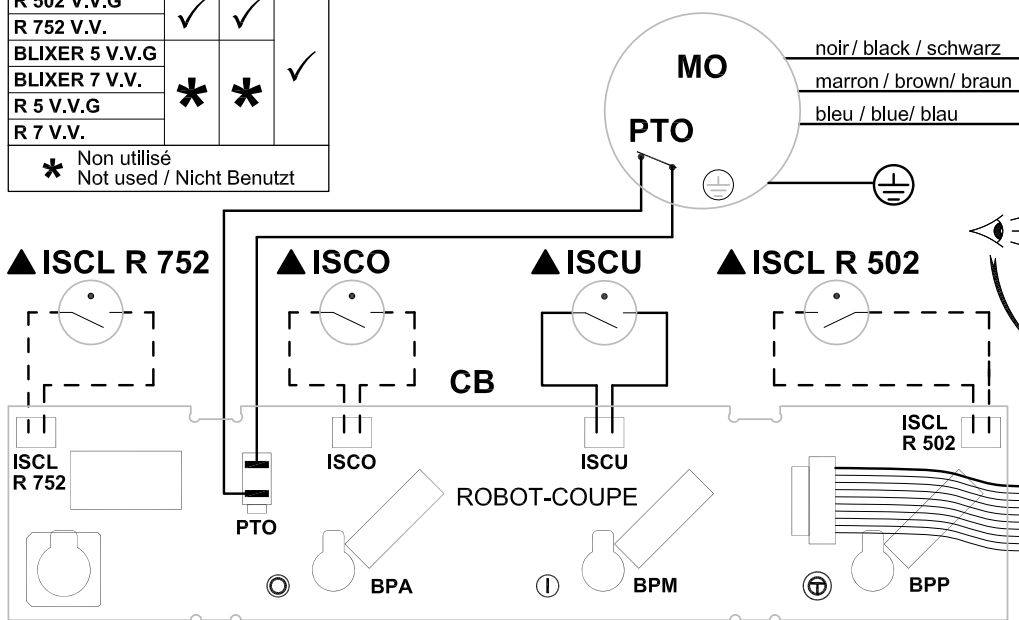 R 502 V.V.G
R 752 V.V.
BLIXER 5 V.V.G
BLIXER 7 V.V.
R 5 V.V.G
R 7 V.V.
* Non utilisé
Not used / Nicht Benutzt
MO
PTO
noir / black / schwarz
marron / brown/ braun
bleu / blue/ blau
▲ ISCL R 752
▲ ISCO
▲ ISCU
▲ ISCL R 502
CB
ISCL
R 752
PTO
ISCO
ISCU
ISCL
R 502
ROBOT-COUPE
BPA
BPM
BPP